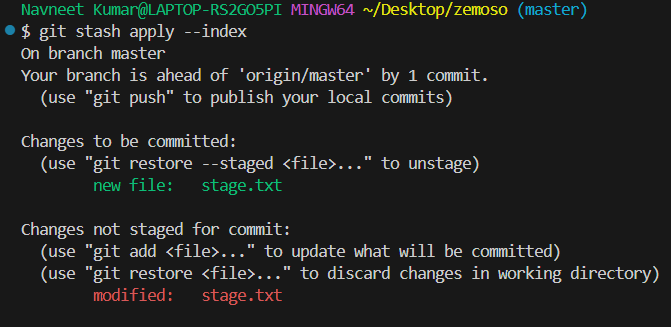 Navneet Kumar@LAPTOP-RS2GO5PI MINGW64 ~/Desktop/zemoso (master)
$ git stash apply --index
On branch master
Your branch is ahead of 'origin/master' by 1 commit.
  (use "git push" to publish your local commits)

Changes to be committed:
  (use "git restore --staged <file>..." to unstage)
        new file:   stage.txt

Changes not staged for commit:
  (use "git add <file>..." to update what will be committed)
  (use "git restore <file>..." to discard changes in working directory)
        modified:   stage.txt